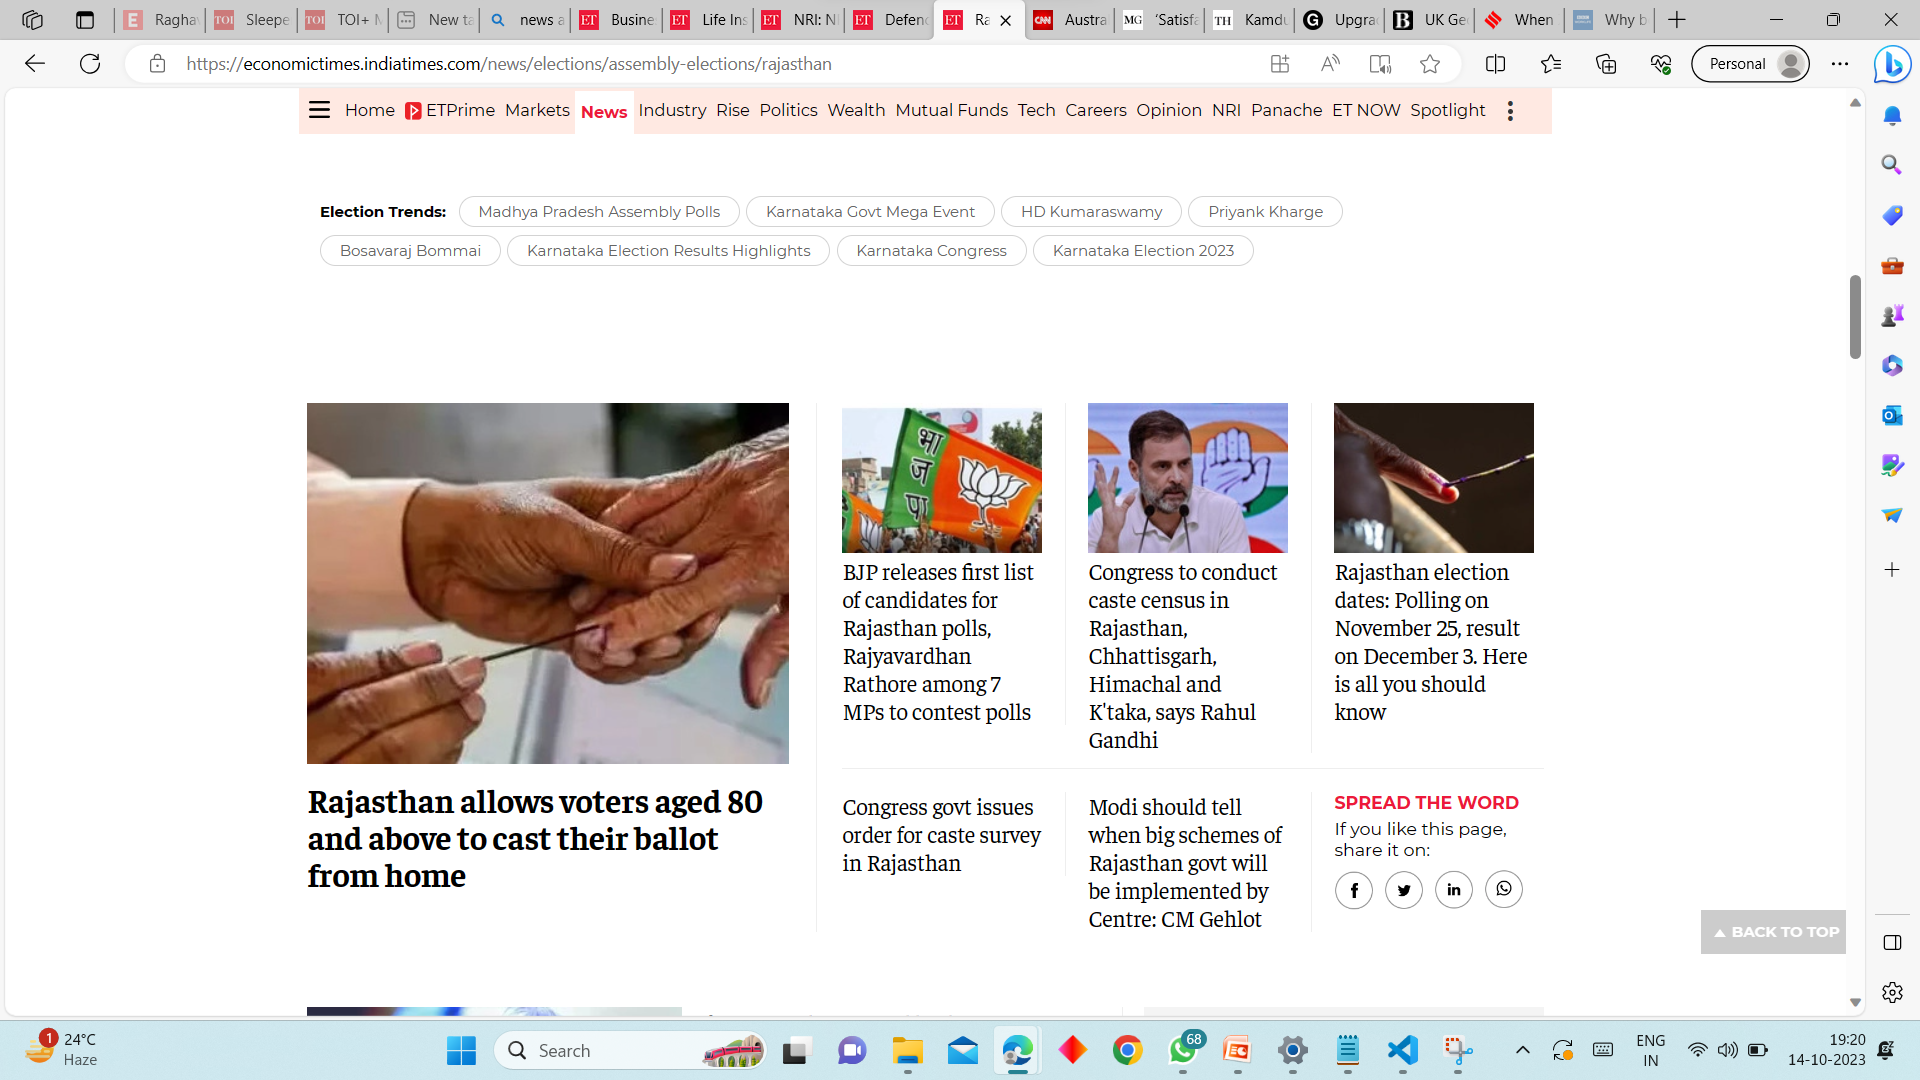 Ragha
Sleepe
TOI+ M
New ta
news a
Busine
Life Ins
NRI: N
Defend
Ra
Austra
'Satisfa
Kamdu
Upgra
UK Ge
When
Why b
https://economictimes.indiatimes.com/news/elections/assembly-elections/rajasthan
Personal
Home ETPrime Markets News Industry Rise Politics Wealth Mutual Funds Tech Careers Opinion NRI Panache ET NOW Spotlight
Election Trends: Madhya Pradesh Assembly Polls Karnataka Govt Mega Event HD Kumaraswamy Priyank Kharge
Bosavaraj Bommai Karnataka Election Results Highlights Karnataka Congress Karnataka Election 2023
भा
ज
पा
Rajasthan allows voters aged 80
and above to cast their ballot
from home
BJP releases first list
of candidates for
Rajasthan polls,
Rajyavardhan
Rathore among 7
MPs to contest polls
Congress to conduct
caste census in
Rajasthan,
Chhattisgarh,
Himachal and
K'taka, says Rahul
Gandhi
Rajasthan election
dates: Polling on
November 25, result
on December 3. Here
is all you should
know
Congress govt issues
order for caste survey
in Rajasthan
Modi should tell
when big schemes of
Rajasthan govt will
be implemented by
Centre: CM Gehlot
SPREAD THE WORD
If you like this page,
share it on:
BACK TO TOP
1
24°C
Haze
Search
68
ENG
IN
19:20
14-10-2023